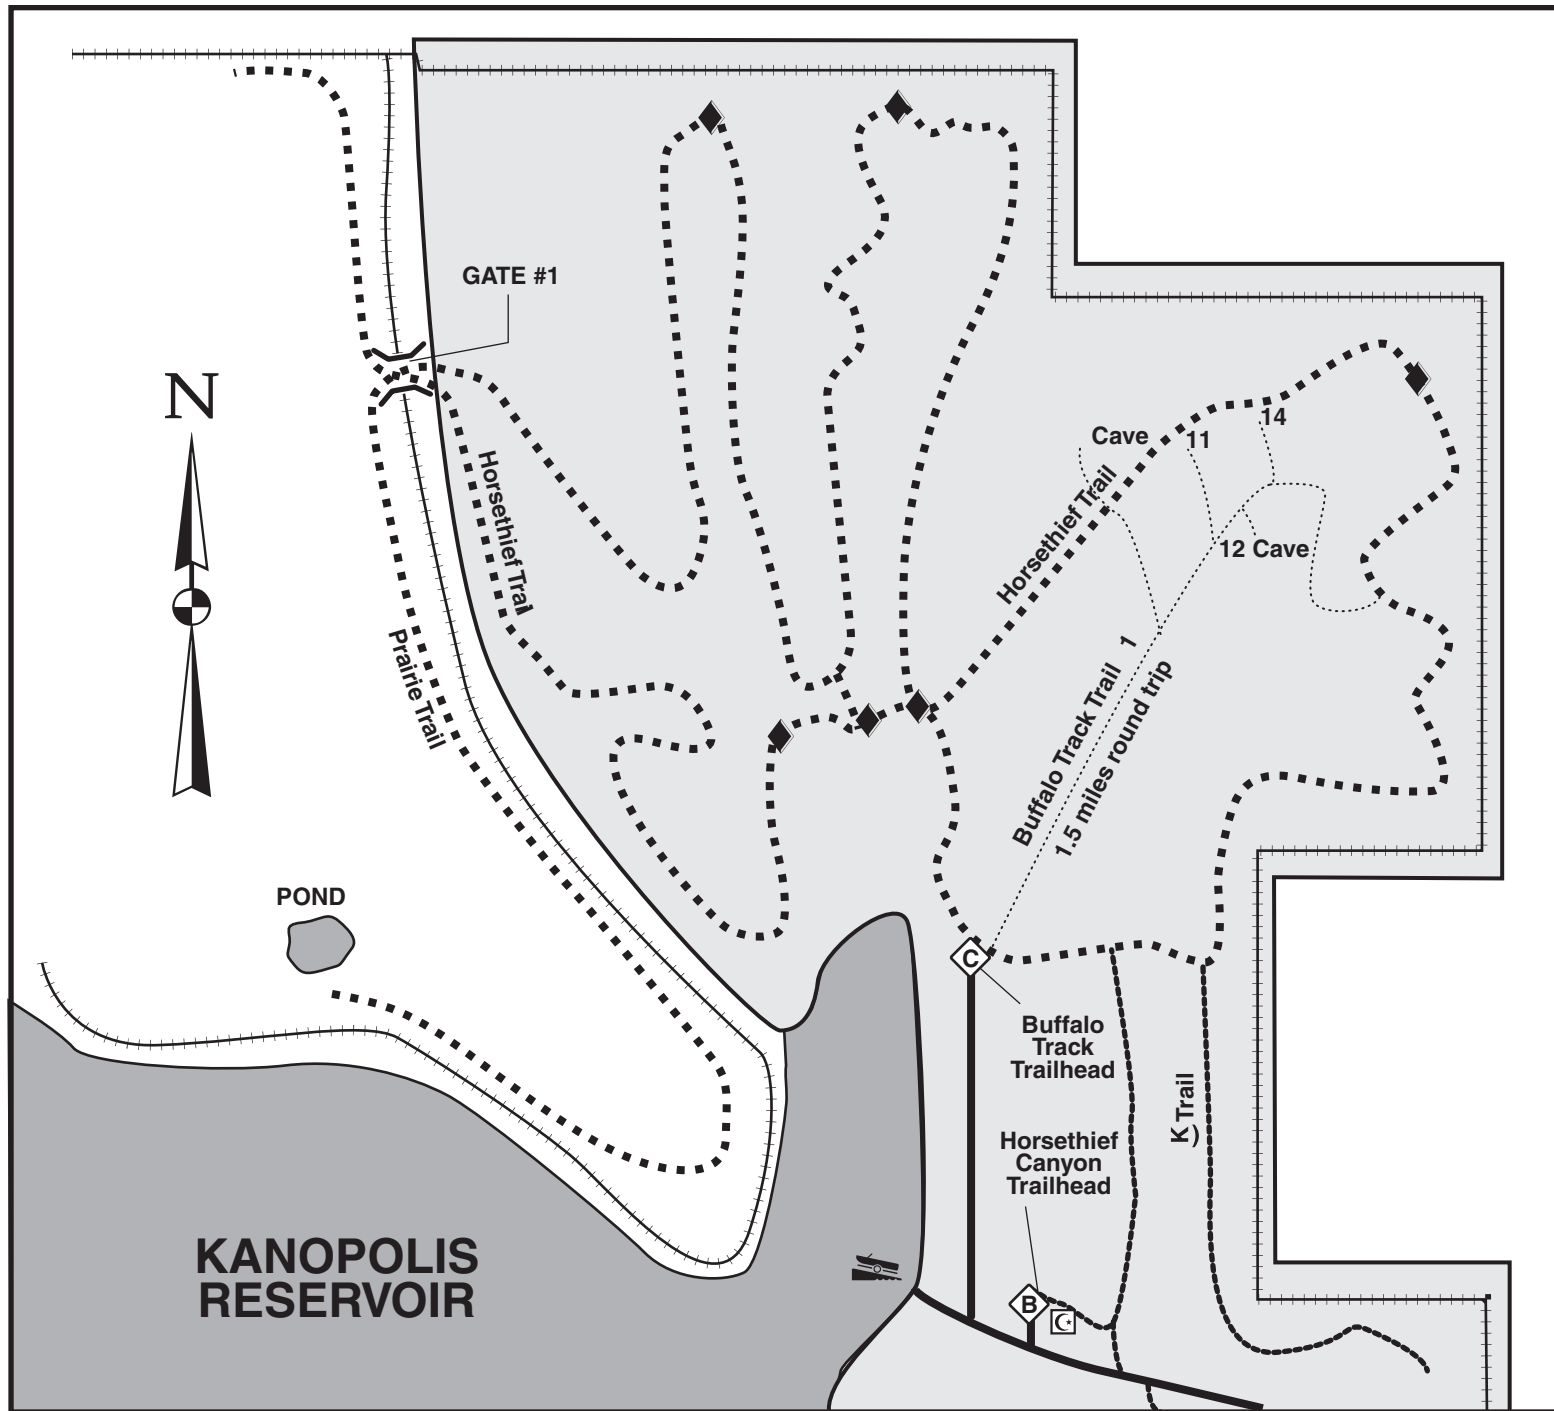 GATE #1
N
14
Cave
11
Horsethief Trail
Horsethief Trail
12 Cave
Prairie Trail
Buffalo Track Trail 1
1.5 miles round trip
POND
C
Buffalo
Track
Trailhead
K Trail
Horsethief
Canyon
Trailhead
KANOPOLIS
RESERVOIR
B